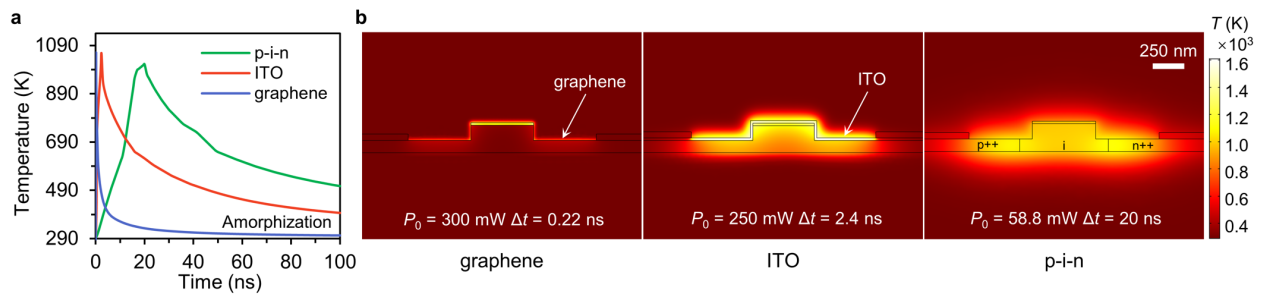 a
Temperature (K)
1090
890
690
490
290
p-i-n
ITO
graphene
Amorphization
0 20 40 60 80 100
Time (ns)
b
graphene
P₀ = 300 mW Δt = 0.22 ns
graphene
ITO
P₀ = 250 mW Δt = 2.4 ns
ITO
250 nm
p++ i n++
P₀ = 58.8 mW Δt = 20 ns
p-i-n
T (K)
×10³
1.6
1.4
1.2
1.0
0.8
0.6
0.4